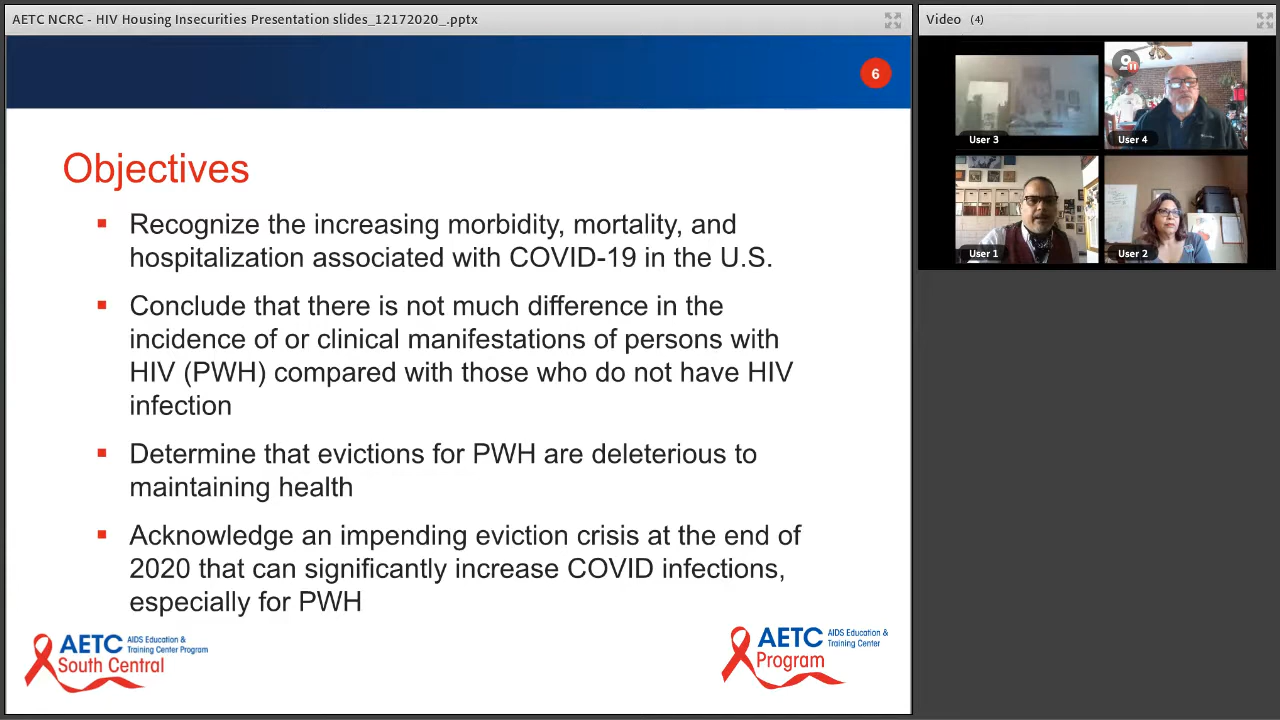 AETC NCRC - HIV Housing Insecurities Presentation slides_12172020_.pptx
6
Objectives
▪ Recognize the increasing morbidity, mortality, and
hospitalization associated with COVID-19 in the U.S.
▪ Conclude that there is not much difference in the
incidence of or clinical manifestations of persons with
HIV (PWH) compared with those who do not have HIV
infection
▪ Determine that evictions for PWH are deleterious to
maintaining health
▪ Acknowledge an impending eviction crisis at the end of
2020 that can significantly increase COVID infections,
especially for PWH
AETC AIDS Education &
Training Center Program
South Central
AETC AIDS Education &
Training Center
Program
Video (4)
User 3
User 4
User 1
User 2